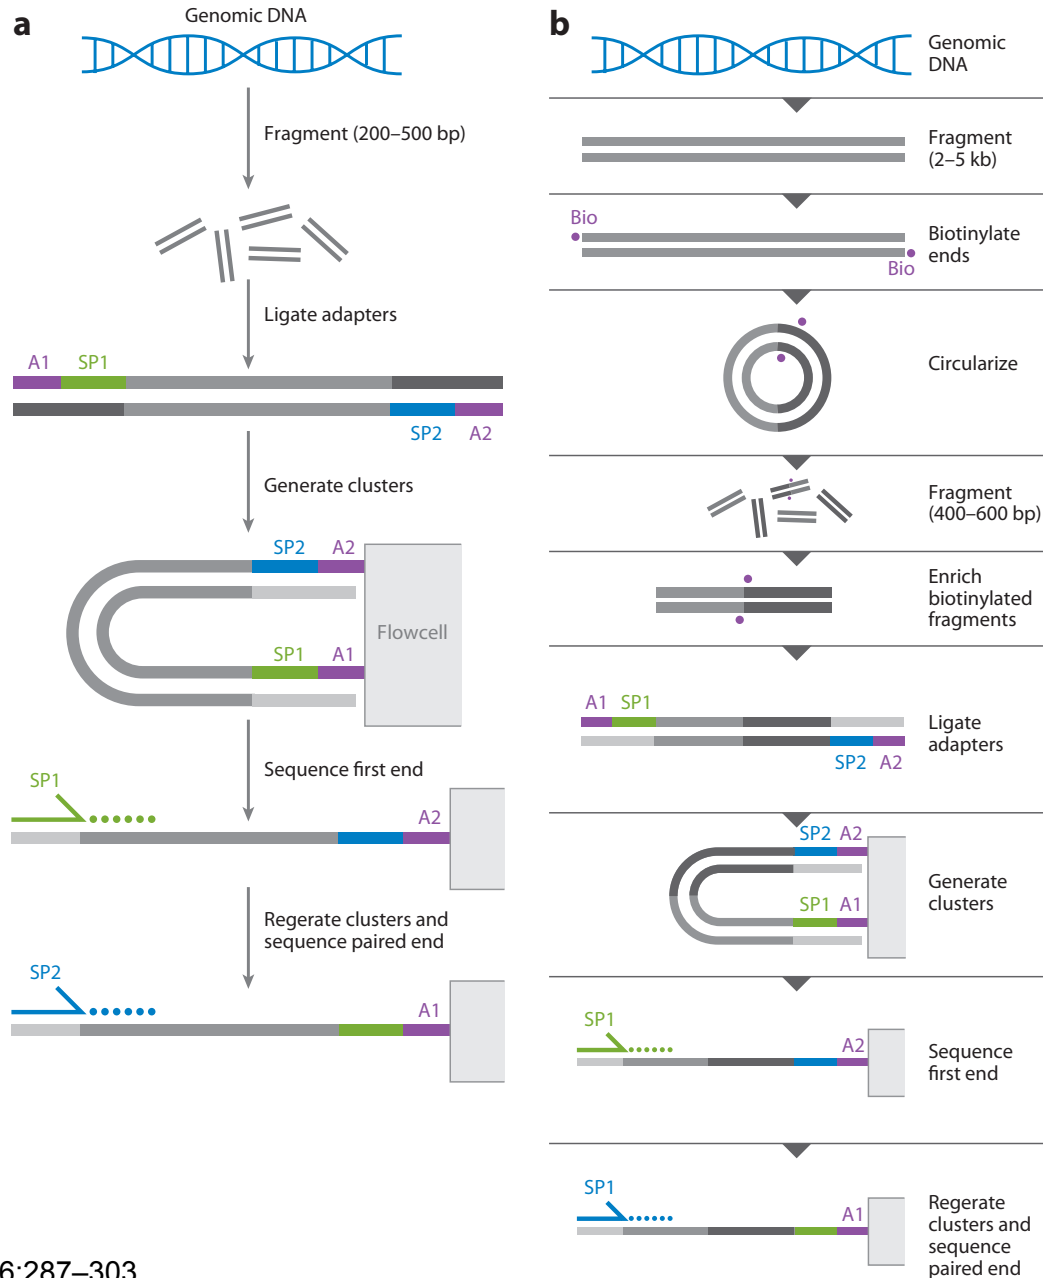 a
Genomic DNA
Fragment (200–500 bp)
Ligate adapters
A1 SP1
SP2 A2
Generate clusters
SP2 A2
Flowcell
SP1 A1
Sequence first end
SP1
A2
Regerate clusters and
sequence paired end
SP2
A1
b
Genomic
DNA
Fragment
(2–5 kb)
Bio
Biotinylate
ends
Bio
Circularize
Fragment
(400–600 bp)
Enrich
biotinylated
fragments
A1 SP1
Ligate
adapters
SP2 A2
SP2 A2
Generate
clusters
SP1 A1
SP1
A2
Sequence
first end
SP1
A1
Regerate
clusters and
sequence
paired end
6:287–303